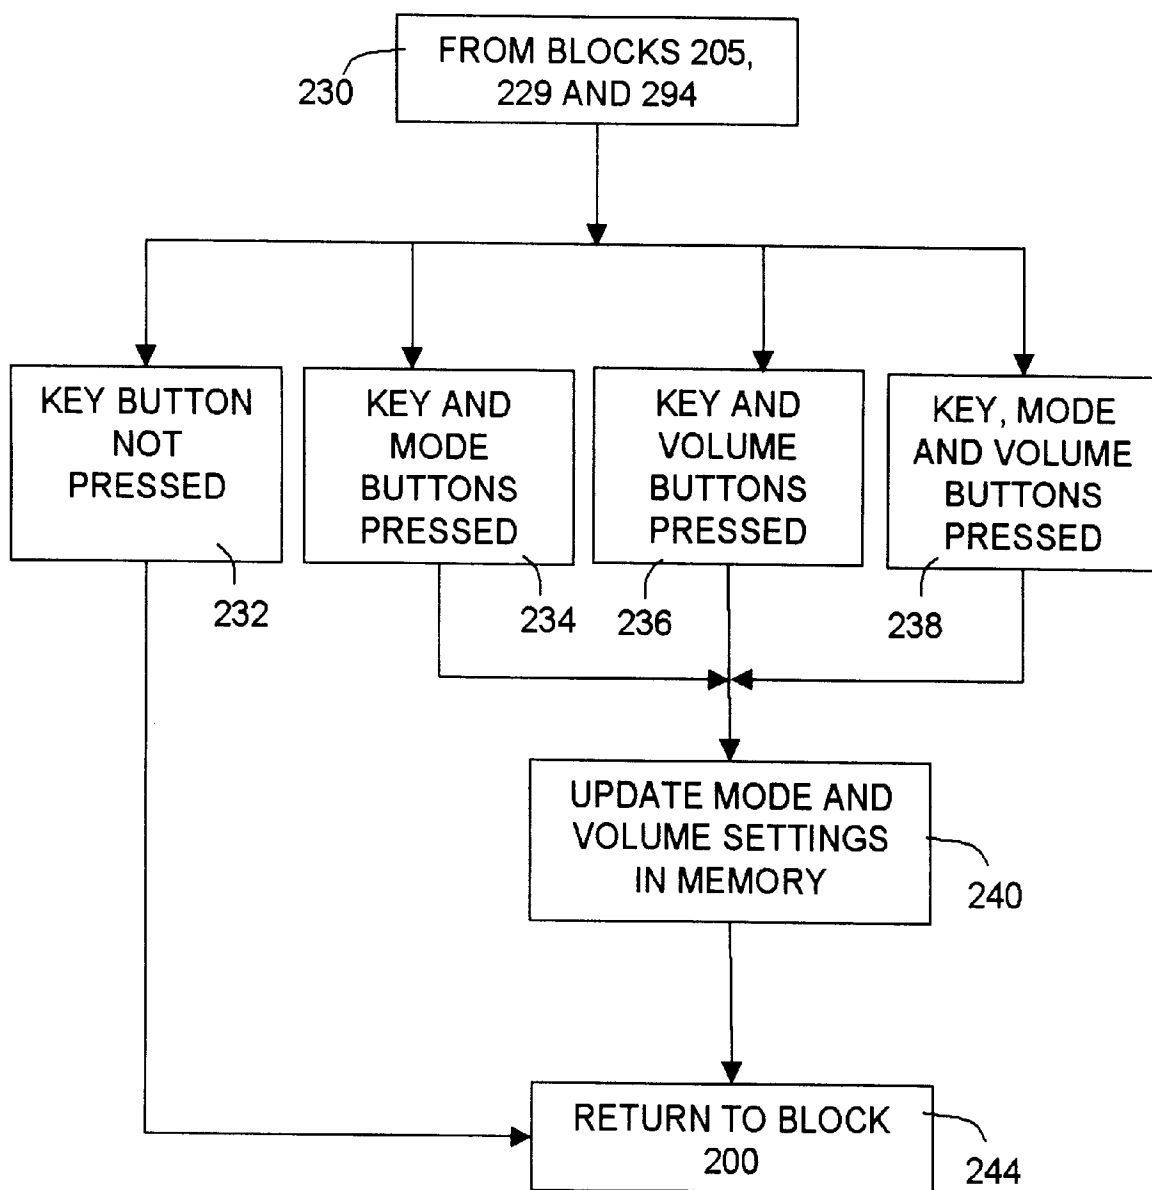 FROM BLOCKS 205,
229 AND 294
230
KEY BUTTON
NOT
PRESSED
232
KEY AND
MODE
BUTTONS
PRESSED
234
KEY AND
VOLUME
BUTTONS
PRESSED
236
KEY, MODE
AND VOLUME
BUTTONS
PRESSED
238
UPDATE MODE AND
VOLUME SETTINGS
IN MEMORY
240
RETURN TO BLOCK
200
244